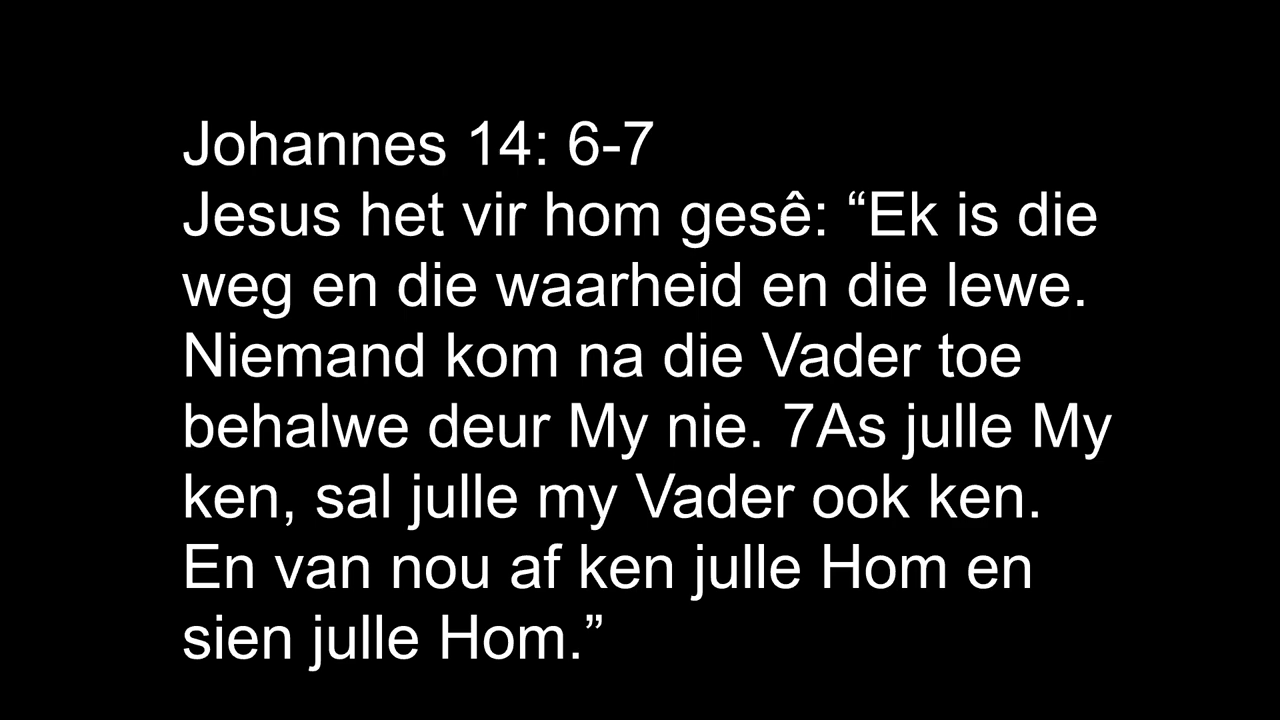 Johannes 14: 6-7
Jesus het vir hom gesê: “Ek is die
weg en die waarheid en die lewe.
Niemand kom na die Vader toe
behalwe deur My nie. 7As julle My
ken, sal julle my Vader ook ken.
En van nou af ken julle Hom en
sien julle Hom.”